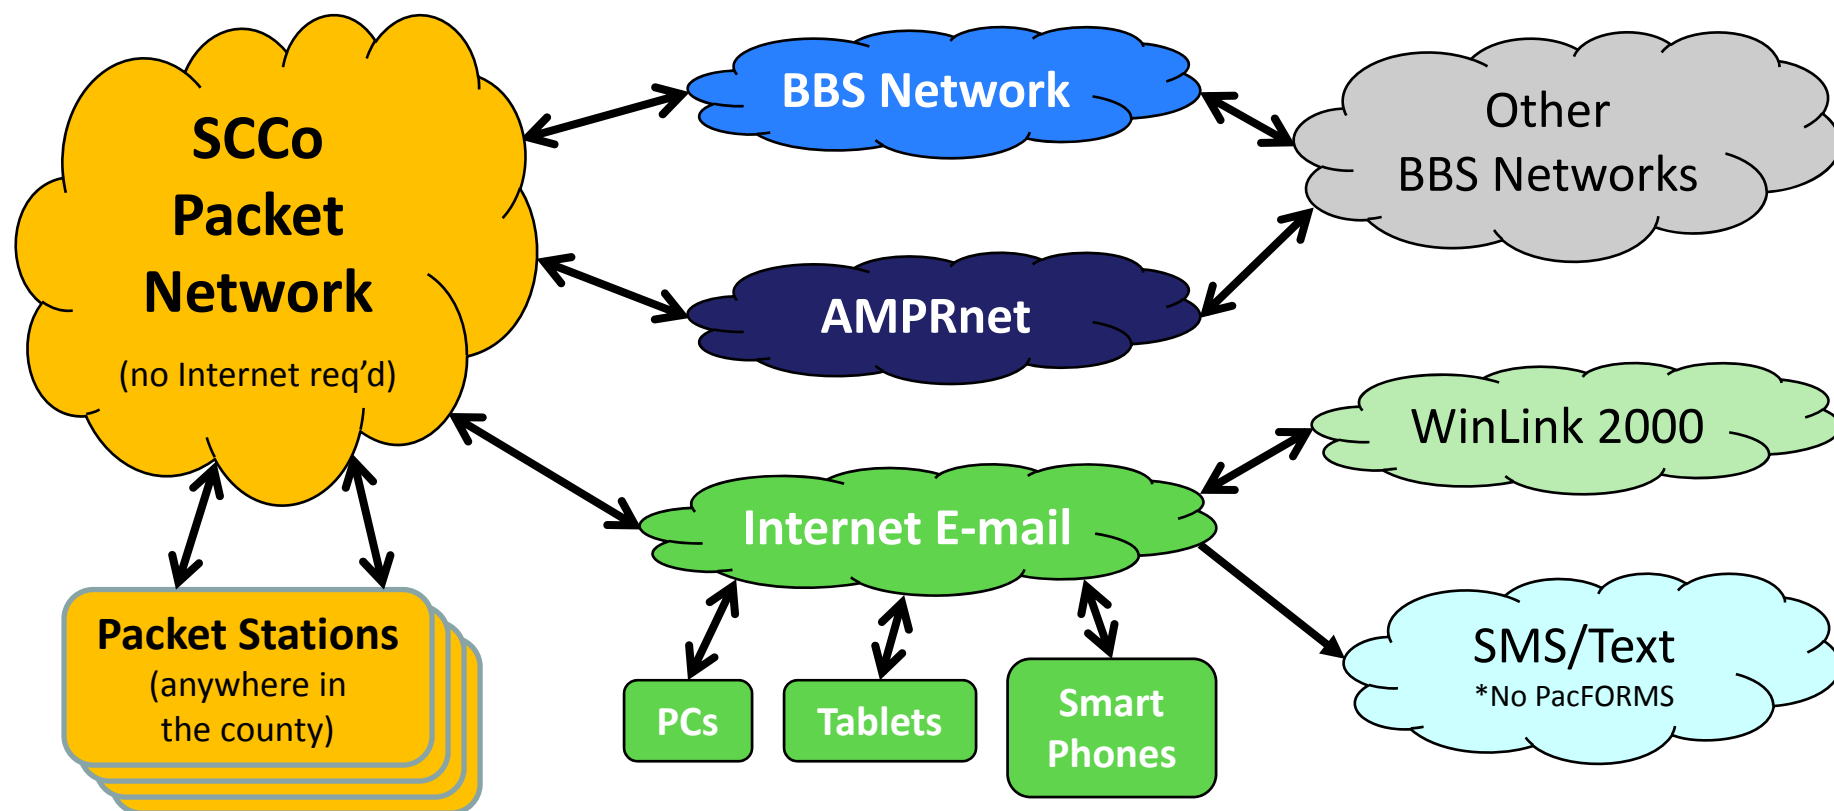 SCCo
Packet
Network
(no Internet req’d)
BBS Network
Other
BBS Networks
AMPRnet
WinLink 2000
Internet E-mail
Packet Stations
(anywhere in
the county)
PCs
Tablets
Smart
Phones
SMS/Text
*No PacFORMS